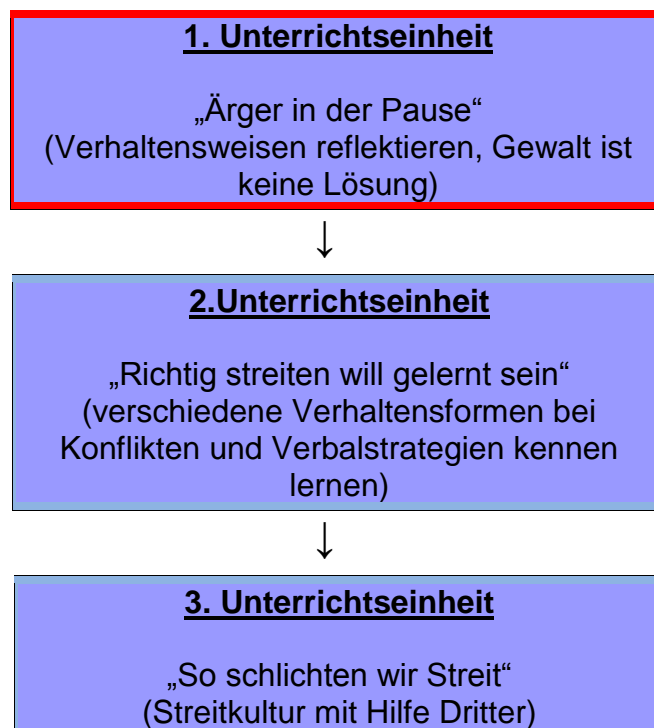 1. Unterrichtseinheit
„Ärger in der Pause“
(Verhaltensweisen reflektieren, Gewalt ist
keine Lösung)
↓
2.Unterrichtseinheit
„Richtig streiten will gelernt sein“
(verschiedene Verhaltensformen bei
Konflikten und Verbalstrategien kennen
lernen)
↓
3. Unterrichtseinheit
„So schlichten wir Streit“
(Streitkultur mit Hilfe Dritter)